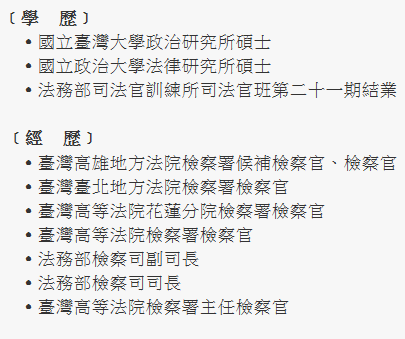 〔學　歷〕
• 國立臺灣大學政治研究所碩士
• 國立政治大學法律研究所碩士
• 法務部司法官訓練所司法官班第二十一期結業
〔經　歷〕
• 臺灣高雄地方法院檢察署候補檢察官、檢察官
• 臺灣臺北地方法院檢察署檢察官
• 臺灣高等法院花蓮分院檢察署檢察官
• 臺灣高等法院檢察署檢察官
• 法務部檢察司副司長
• 法務部檢察司司長
• 臺灣高等法院檢察署主任檢察官